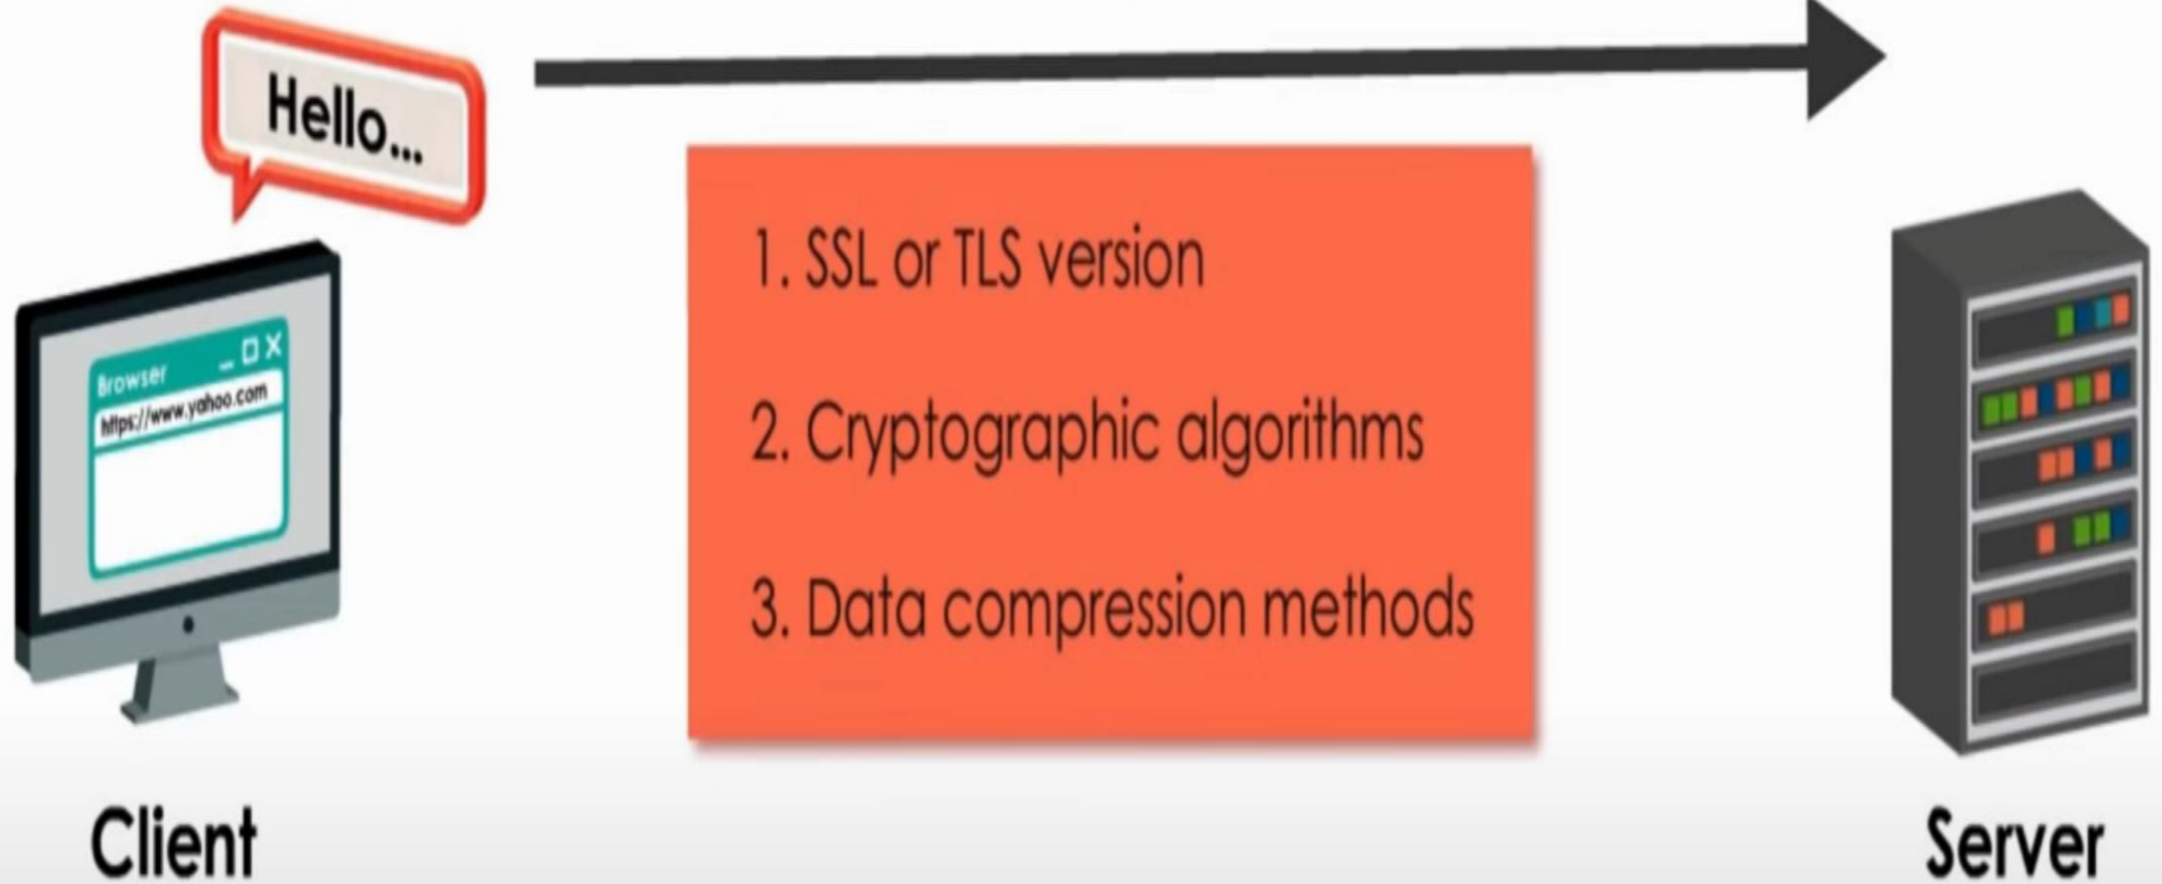 Hello...
Browser
https://www.yahoo.com
1. SSL or TLS version
2. Cryptographic algorithms
3. Data compression methods
Client
Server